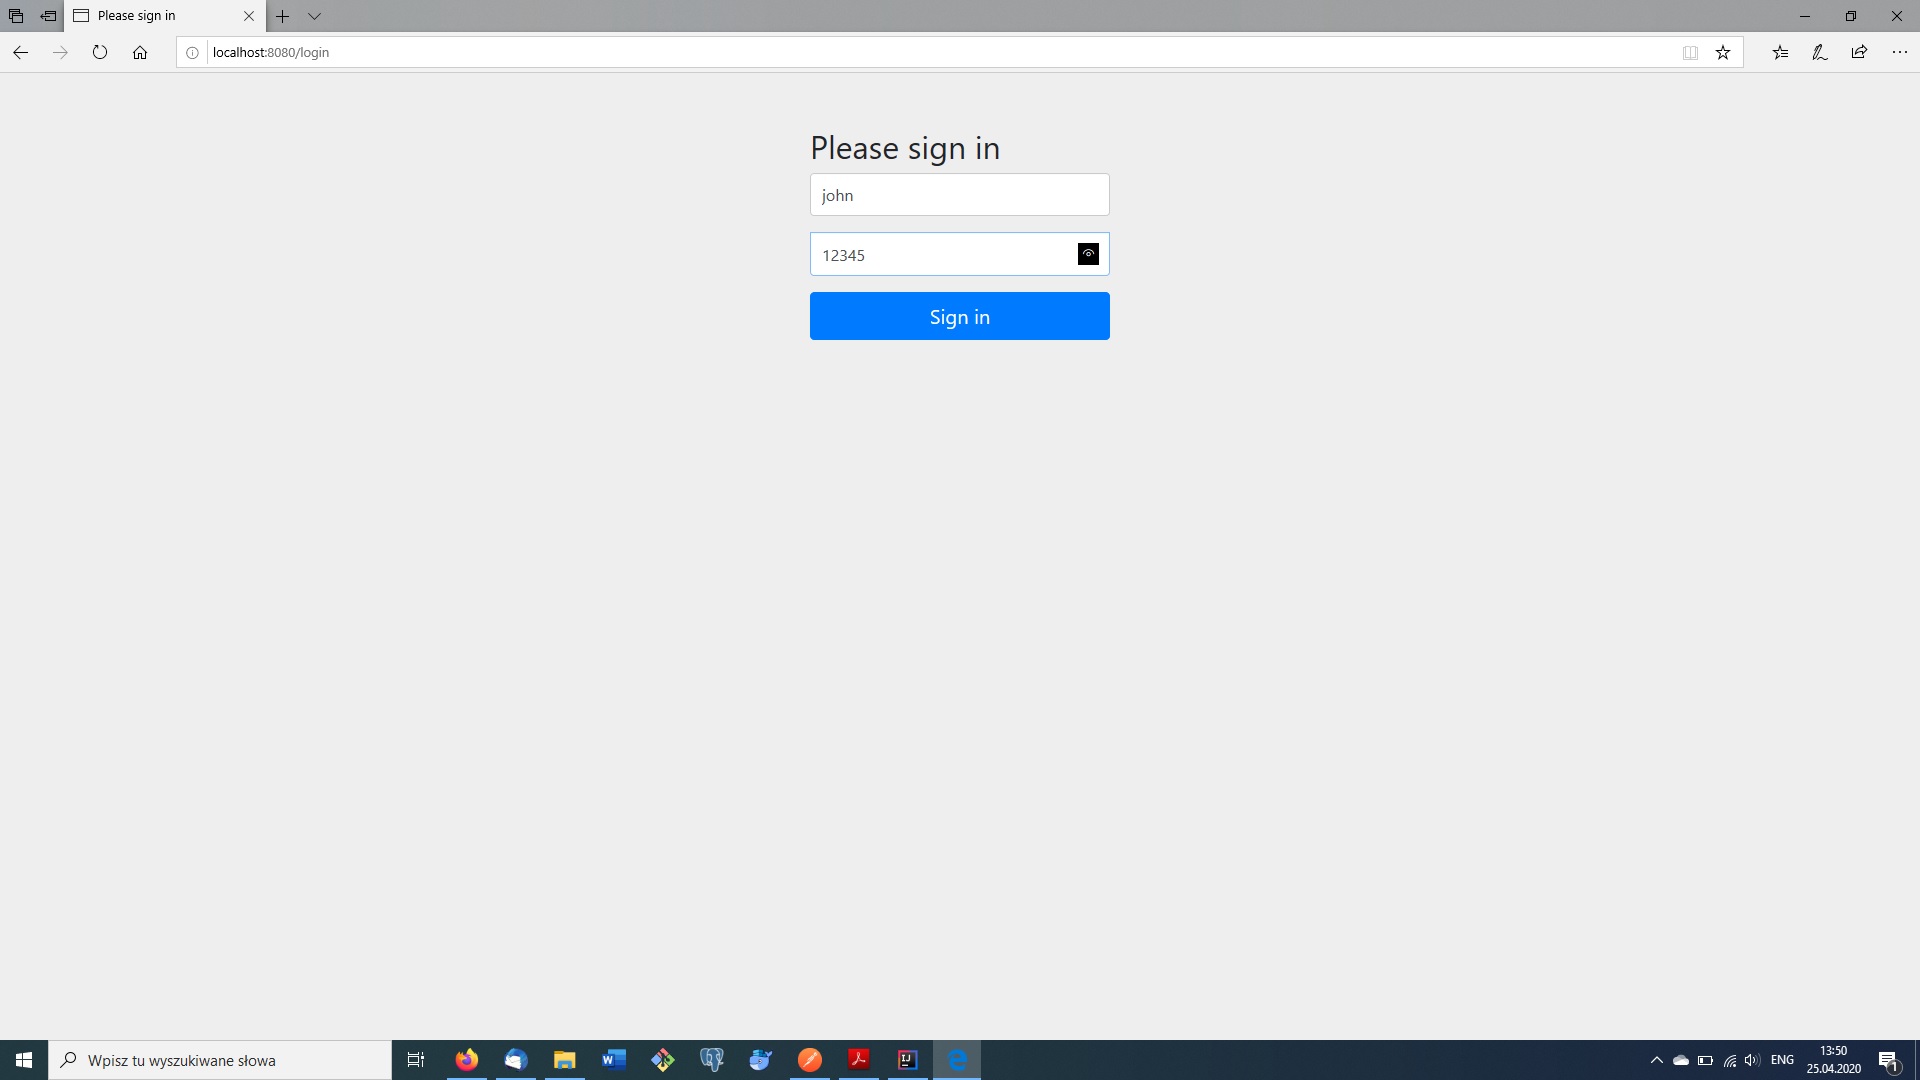 Please sign in
localhost:8080/login
Please sign in
john
12345
Sign in
Wpisz tu wyszukiwane słowa
ENG
13:50
25.04.2020
1